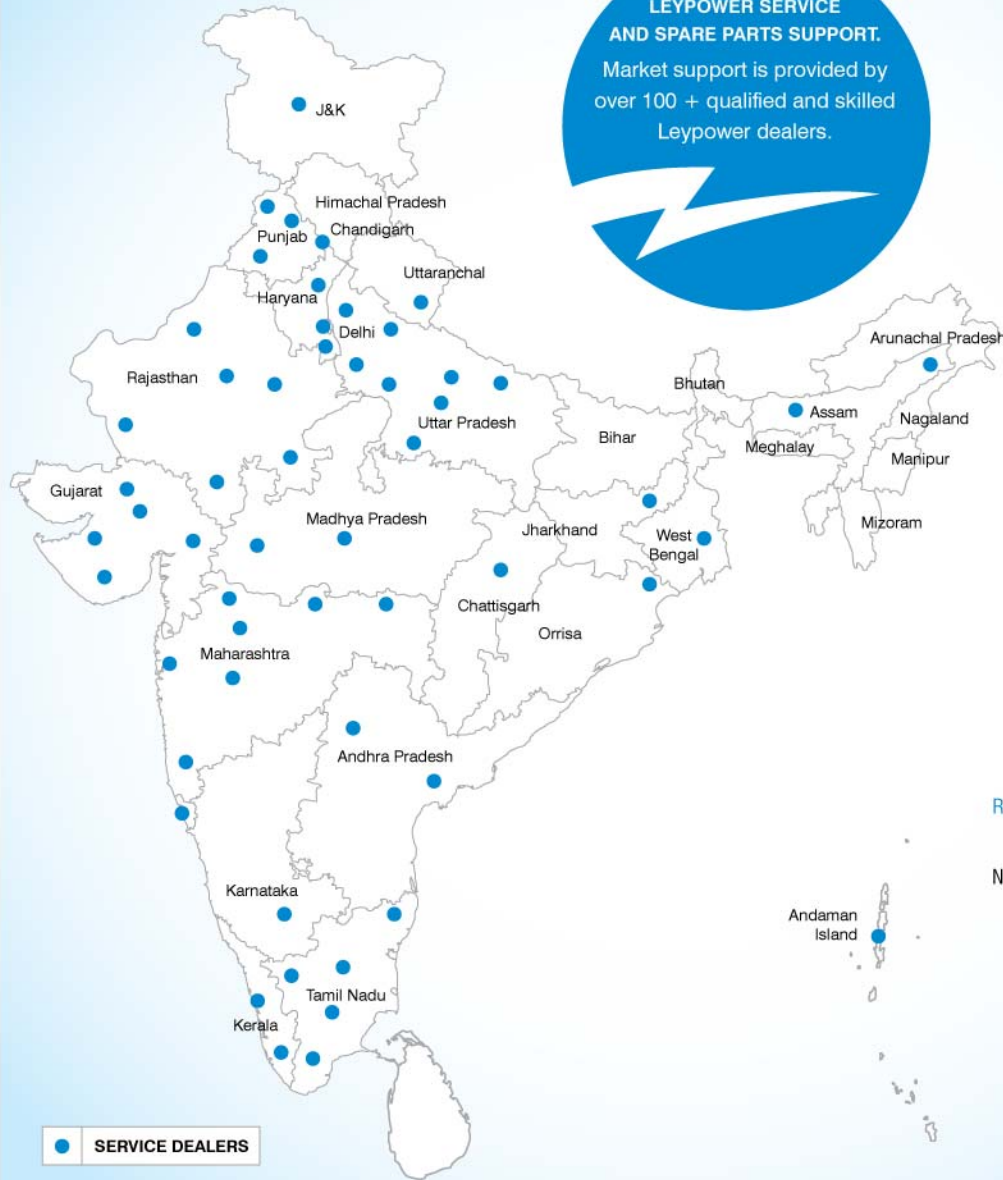 LEYPOWER SERVICE
AND SPARE PARTS SUPPORT.
Market support is provided by
over 100 + qualified and skilled
Leypower dealers.
J&K
Himachal Pradesh
Punjab
Chandigarh
Uttaranchal
Haryana
Delhi
Arunachal Pradesh
Rajasthan
Bhutan
Assam
Uttar Pradesh
Nagaland
Bihar
Meghalay
Manipur
Gujarat
Madhya Pradesh
Jharkhand
West
Bengal
Mizoram
Chattisgarh
Orrisa
Maharashtra
Andhra Pradesh
R
N
Karnataka
Andaman
Island
Tamil Nadu
Kerala
SERVICE DEALERS